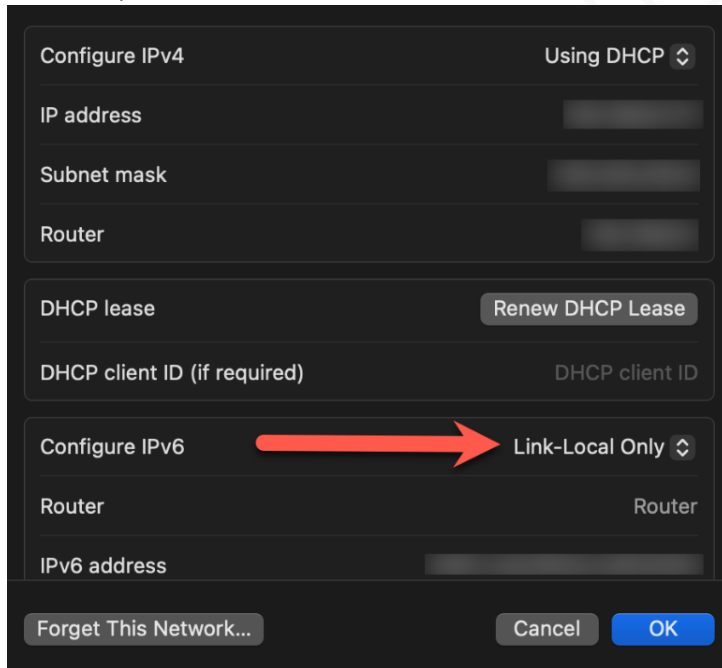 Configure IPv4 Using DHCP
IP address
Subnet mask
Router
DHCP lease Renew DHCP Lease
DHCP client ID (if required) DHCP client ID
Configure IPv6 Link-Local Only
Router Router
IPv6 address
Forget This Network... Cancel OK